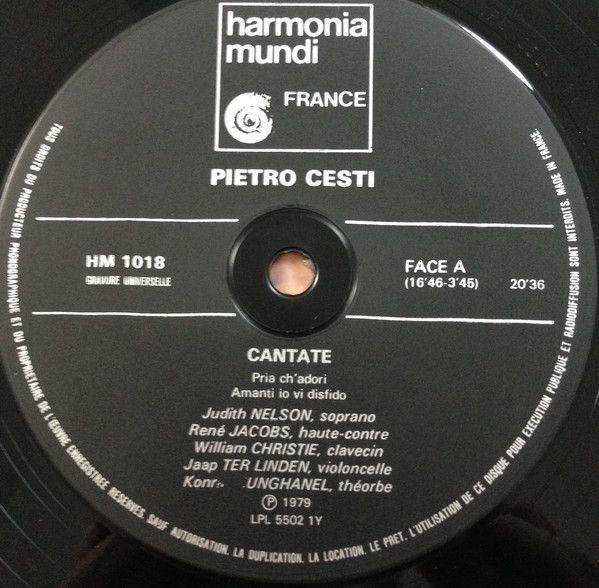 harmonia
mundi
FRANCE
PIETRO CESTI
HM 1018
GRAVURE UNIVERSELLE
FACE A
(16'46-3'45)
20'36
CANTATE
Pria ch'adori
Amanti io vi disfido
Judith NELSON, soprano
René JACOBS, haute-contre
William CHRISTIE, clavecin
Jaap TER LINDEN, violoncelle
théorbe
℗ 1979
LPL 5502 1Y
TOUS DROITS DU PRODUCTEUR PHONOGRAPHIQUE ET DU PROPRIETAIRE DE L'ŒUVRE ENREGISTREE RESERVES. SAUF AUTORISATION. LA DUPLICATION. LA LOCATION. LE PRET. L'UTILISATION DE CE DISQUE POUR EXECUTION PUBLIQUE ET RADIODIFFUSION SONT INTERDITS. MADE IN FRANCE.